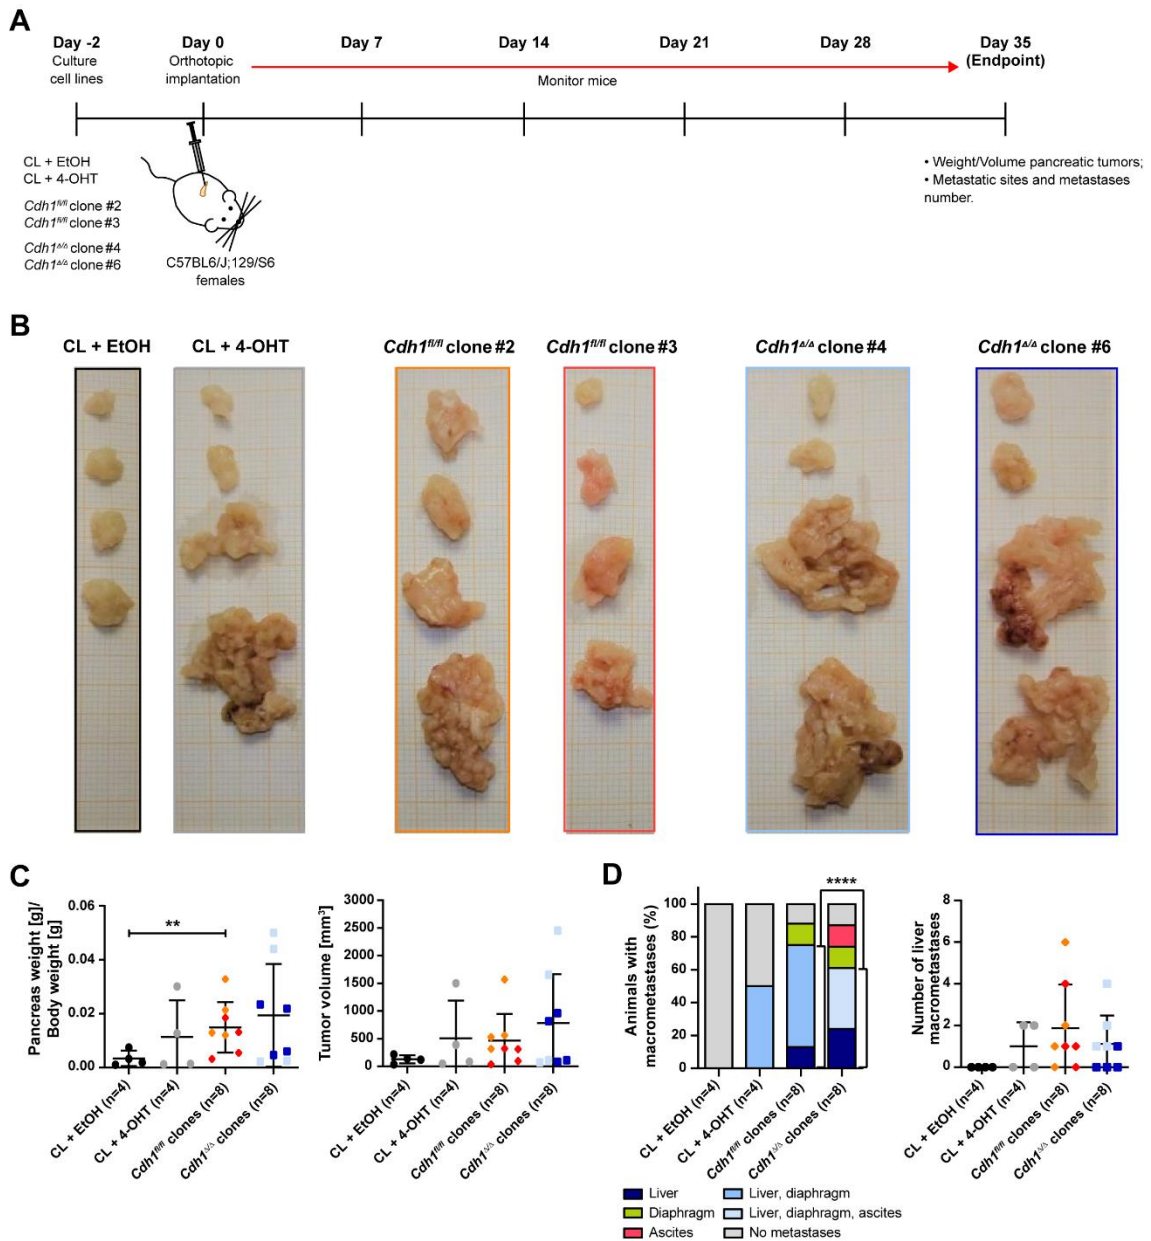 A
Day -2
Culture
cell lines
Day 0
Orthotopic
implantation
Day 7
Day 14
Day 21
Day 28
Day 35
(Endpoint)
Monitor mice
CL + EtOH
CL + 4-OHT
Cdh1fl/fl clone #2
Cdh1fl/fl clone #3
Cdh1Δ/Δ clone #4
Cdh1Δ/Δ clone #6
C57BL6/J;129/S6
females
• Weight/Volume pancreatic tumors;
• Metastatic sites and metastases
number.
B
CL + EtOH
CL + 4-OHT
Cdh1fl/fl clone #2
Cdh1fl/fl clone #3
Cdh1Δ/Δ clone #4
Cdh1Δ/Δ clone #6
C
Pancreas weight [g]/
Body weight [g]
0.06
0.04
0.02
0.00
**
CL + EtOH (n=4)
CL + 4-OHT (n=4)
Cdh1fl/fl clones (n=8)
Cdh1Δ/Δ clones (n=8)
Tumor volume [mm³]
3000
2500
2000
1500
1000
500
0
CL + EtOH (n=4)
CL + 4-OHT (n=4)
Cdh1fl/fl clones (n=8)
Cdh1Δ/Δ clones (n=8)
D
Animals with
macrometastases (%)
100
80
60
40
20
0
****
CL + EtOH (n=4)
CL + 4-OHT (n=4)
Cdh1fl/fl clones (n=8)
Cdh1Δ/Δ clones (n=8)
Liver
Diaphragm
Ascites
Liver, diaphragm
Liver, diaphragm, ascites
No metastases
Number of liver
macrometastases
8
6
4
2
0
CL + EtOH (n=4)
CL + 4-OHT (n=4)
Cdh1fl/fl clones (n=8)
Cdh1Δ/Δ clones (n=8)